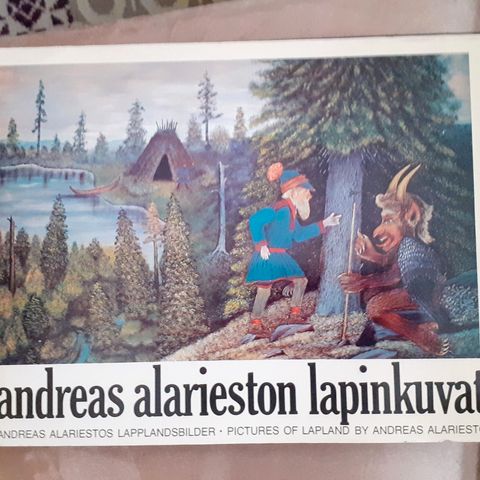 andreas alarieston lapinkuvat
ANDREAS ALARIESTOS LAPPLANDSBILDER · PICTURES OF LAPLAND BY ANDREAS ALARIESTO